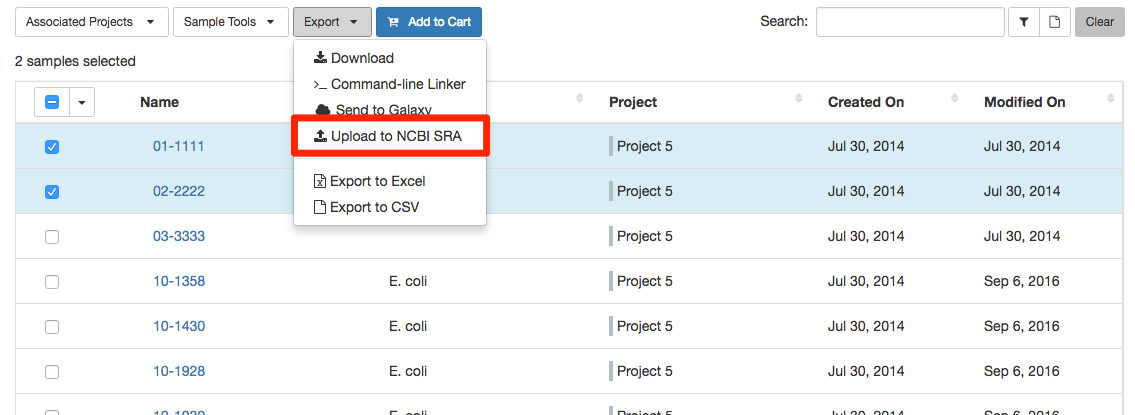 Associated Projects Sample Tools Export Add to Cart Search: Clear
2 samples selected
Download
Command-line Linker
Name Project Created On Modified On
Send to Galaxy
Upload to NCBI SRA
01-1111 Project 5 Jul 30, 2014 Jul 30, 2014
Export to Excel
02-2222 Project 5 Jul 30, 2014 Jul 30, 2014
Export to CSV
03-3333 Project 5 Jul 30, 2014 Jul 30, 2014
10-1358 E. coli Project 5 Jul 30, 2014 Sep 6, 2016
10-1430 E. coli Project 5 Jul 30, 2014 Sep 6, 2016
10-1928 E. coli Project 5 Jul 30, 2014 Sep 6, 2016